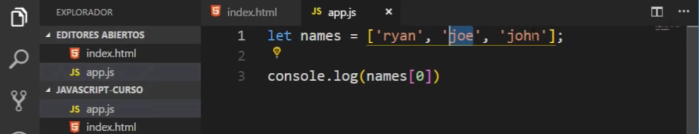 EXPLORADOR
EDITORES ABIERTOS
index.html
JS app.js
JAVASCRIPT-CURSO
JS app.js
index.html
index.html JS app.js ×
1 let names = ['ryan', 'joe', 'john'];
2
3 console.log(names[0])